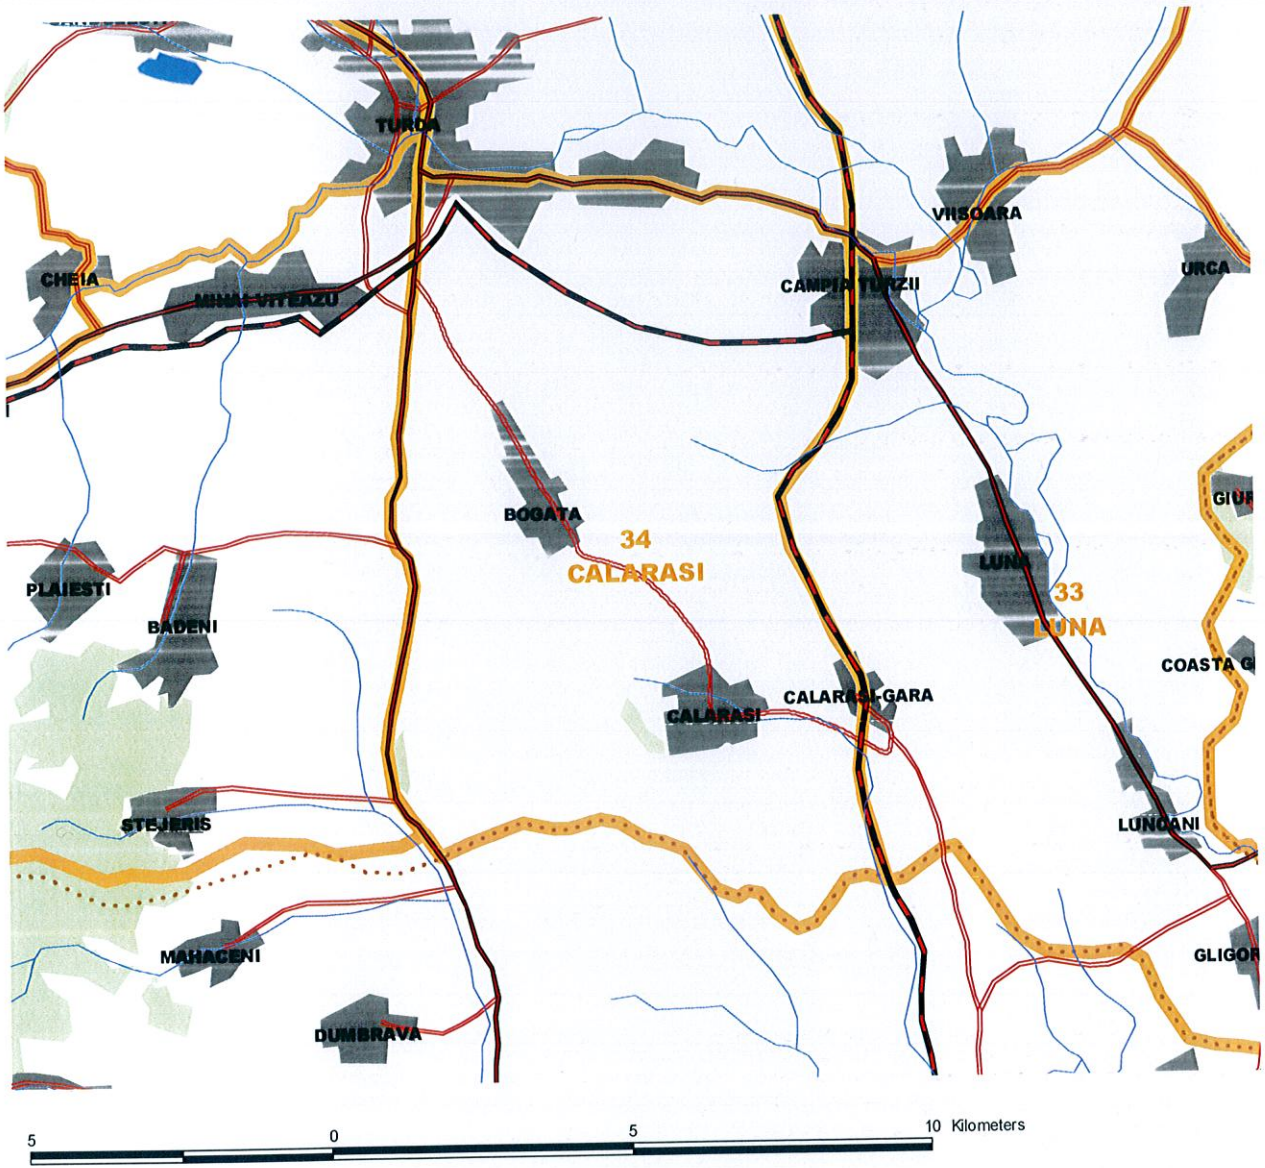 TURDA
VIISOARA
CHEIA
URCA
MIHAI VITEAZU
CAMPIA TURZII
BOGATA
34
CALARASI
LUNA
PLAIESTI
33
LUNA
BADENI
COASTA G
CALARASI-GARA
CALARASI
STEJERIS
LUNCANI
MAHACENI
GLIGOR
DUMBRAVA
5 0 5 10 Kilometers